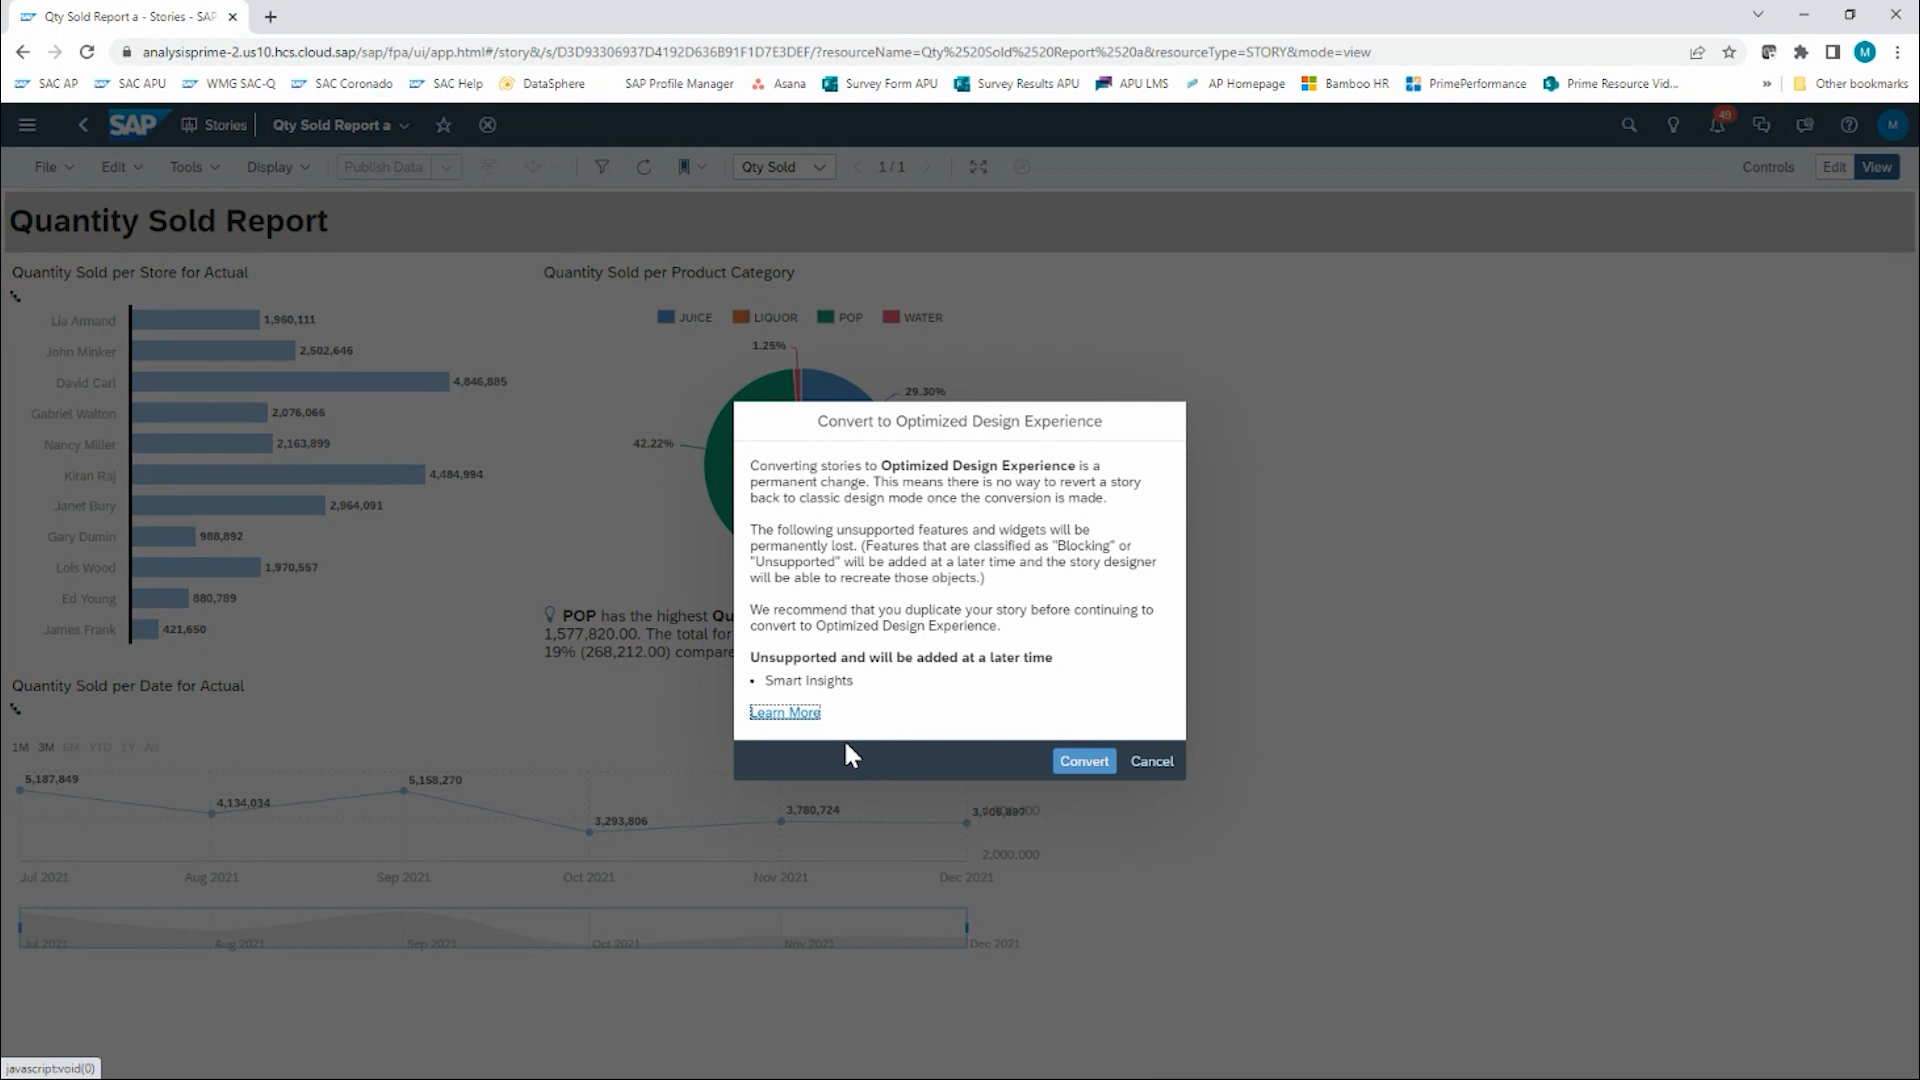 Qty Sold Report a - Stories - SAP
analysisprime-2.us10.hcs.cloud.sap/sap/fpa/ui/app.html#/story&/s/D3D93306937D4192D636B91F1D7E3DEF/?resourceName=Qty%2520Sold%2520Report%2520a&resourceType=STORY&mode=view
M
SAC AP SAC APU WMG SAC-Q SAC Coronado SAC Help DataSphere SAP Profile Manager Asana Survey Form APU Survey Results APU APU LMS AP Homepage Bamboo HR PrimePerformance Prime Resource Vid... » Other bookmarks
SAP Stories Qty Sold Report a 49 M
File Edit Tools Display Publish Data Qty Sold 1 / 1 Controls Edit View
Quantity Sold Report
Quantity Sold per Store for Actual
Lia Armand 1,960,111
John Minker 2,502,646
David Carl 4,846,885
Gabriel Walton 2,076,066
Nancy Miller 2,163,899
Kiran Raj 4,484,994
Janet Bury 2,964,091
Gary Dumin 988,892
Lois Wood 1,970,557
Ed Young 880,789
James Frank 421,650
Quantity Sold per Product Category
JUICE LIQUOR POP WATER
1.25%
29.30%
42.22%
POP has the highest Qu
1,577,820.00. The total for
19% (268,212.00) compare
Convert to Optimized Design Experience
Converting stories to Optimized Design Experience is a
permanent change. This means there is no way to revert a story
back to classic design mode once the conversion is made.
The following unsupported features and widgets will be
permanently lost. (Features that are classified as "Blocking" or
"Unsupported" will be added at a later time and the story designer
will be able to recreate those objects.)
We recommend that you duplicate your story before continuing to
convert to Optimized Design Experience.
Unsupported and will be added at a later time
• Smart Insights
Learn More
Convert Cancel
Quantity Sold per Date for Actual
1M 3M 6M YTD 1Y All
5,187,849
4,134,034
5,158,270
3,293,806
3,780,724
2,000,000
Jul 2021 Aug 2021 Sep 2021 Oct 2021 Nov 2021 Dec 2021
Jul 2021 Aug 2021 Sep 2021 Oct 2021 Nov 2021 Dec 2021
javascript:void(0)